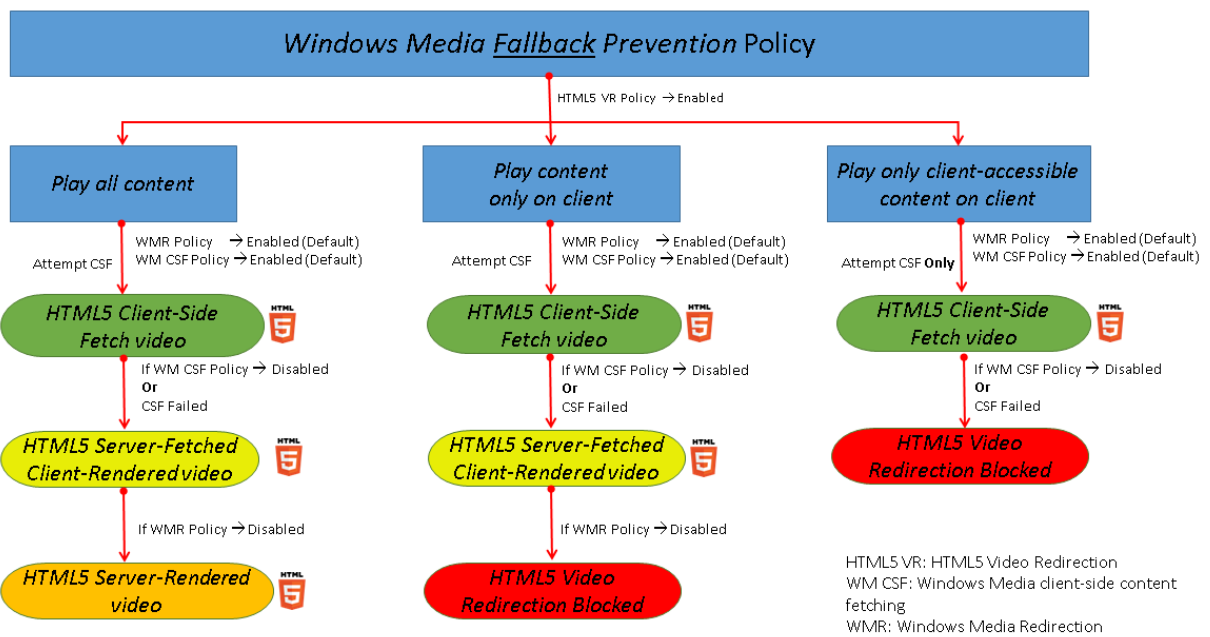 Windows Media Fallback Prevention Policy
HTML5 VR Policy → Enabled
Play all content
WMR Policy → Enabled (Default)
WM CSF Policy → Enabled (Default)
Attempt CSF
HTML5 Client-Side
Fetch video
HTML
5
If WM CSF Policy → Disabled
Or
CSF Failed
HTML5 Server-Fetched
Client-Rendered video
HTML
5
If WMR Policy → Disabled
HTML5 Server-Rendered
video
HTML
5
Play content
only on client
WMR Policy → Enabled (Default)
WM CSF Policy → Enabled (Default)
Attempt CSF
HTML5 Client-Side
Fetch video
HTML
5
If WM CSF Policy → Disabled
Or
CSF Failed
HTML5 Server-Fetched
Client-Rendered video
HTML
5
If WMR Policy → Disabled
HTML5 Video
Redirection Blocked
Play only client-accessible
content on client
WMR Policy → Enabled (Default)
WM CSF Policy → Enabled (Default)
Attempt CSF Only
HTML5 Client-Side
Fetch video
HTML
5
If WM CSF Policy → Disabled
Or
CSF Failed
HTML5 Video
Redirection Blocked
HTML5 VR: HTML5 Video Redirection
WM CSF: Windows Media client-side content
fetching
WMR: Windows Media Redirection